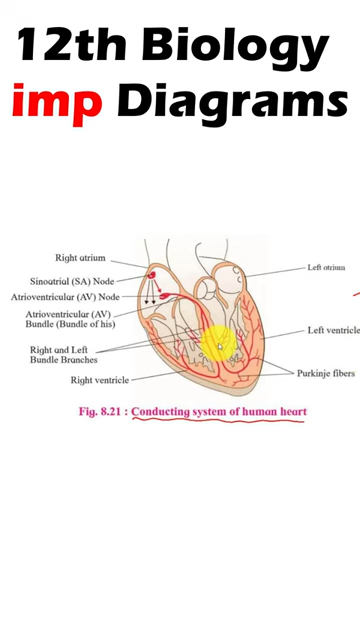 12th Biology
imp Diagrams
Right atrium
Left otrium
Sinoatrial (SA) Node
Atrioventricular (AV) Node
Atrioventricular (AV)
Bundle (Bundle of his)
Left ventricle
Right and Left
Bundle Branches
Right ventricle
Purkinje fibers
Fig. 8.21 : Conducting system of human heart